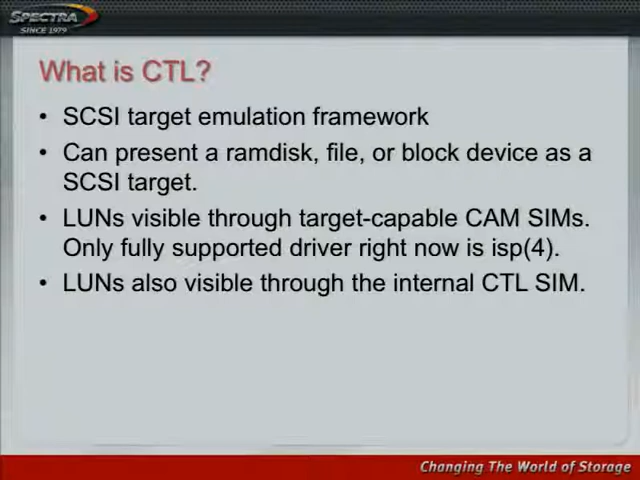 SPECTRA
SINCE 1979
What is CTL?
• SCSI target emulation framework
• Can present a ramdisk, file, or block device as a
SCSI target.
• LUNs visible through target-capable CAM SIMs.
Only fully supported driver right now is isp(4).
• LUNs also visible through the internal CTL SIM.
Changing The World of Storage